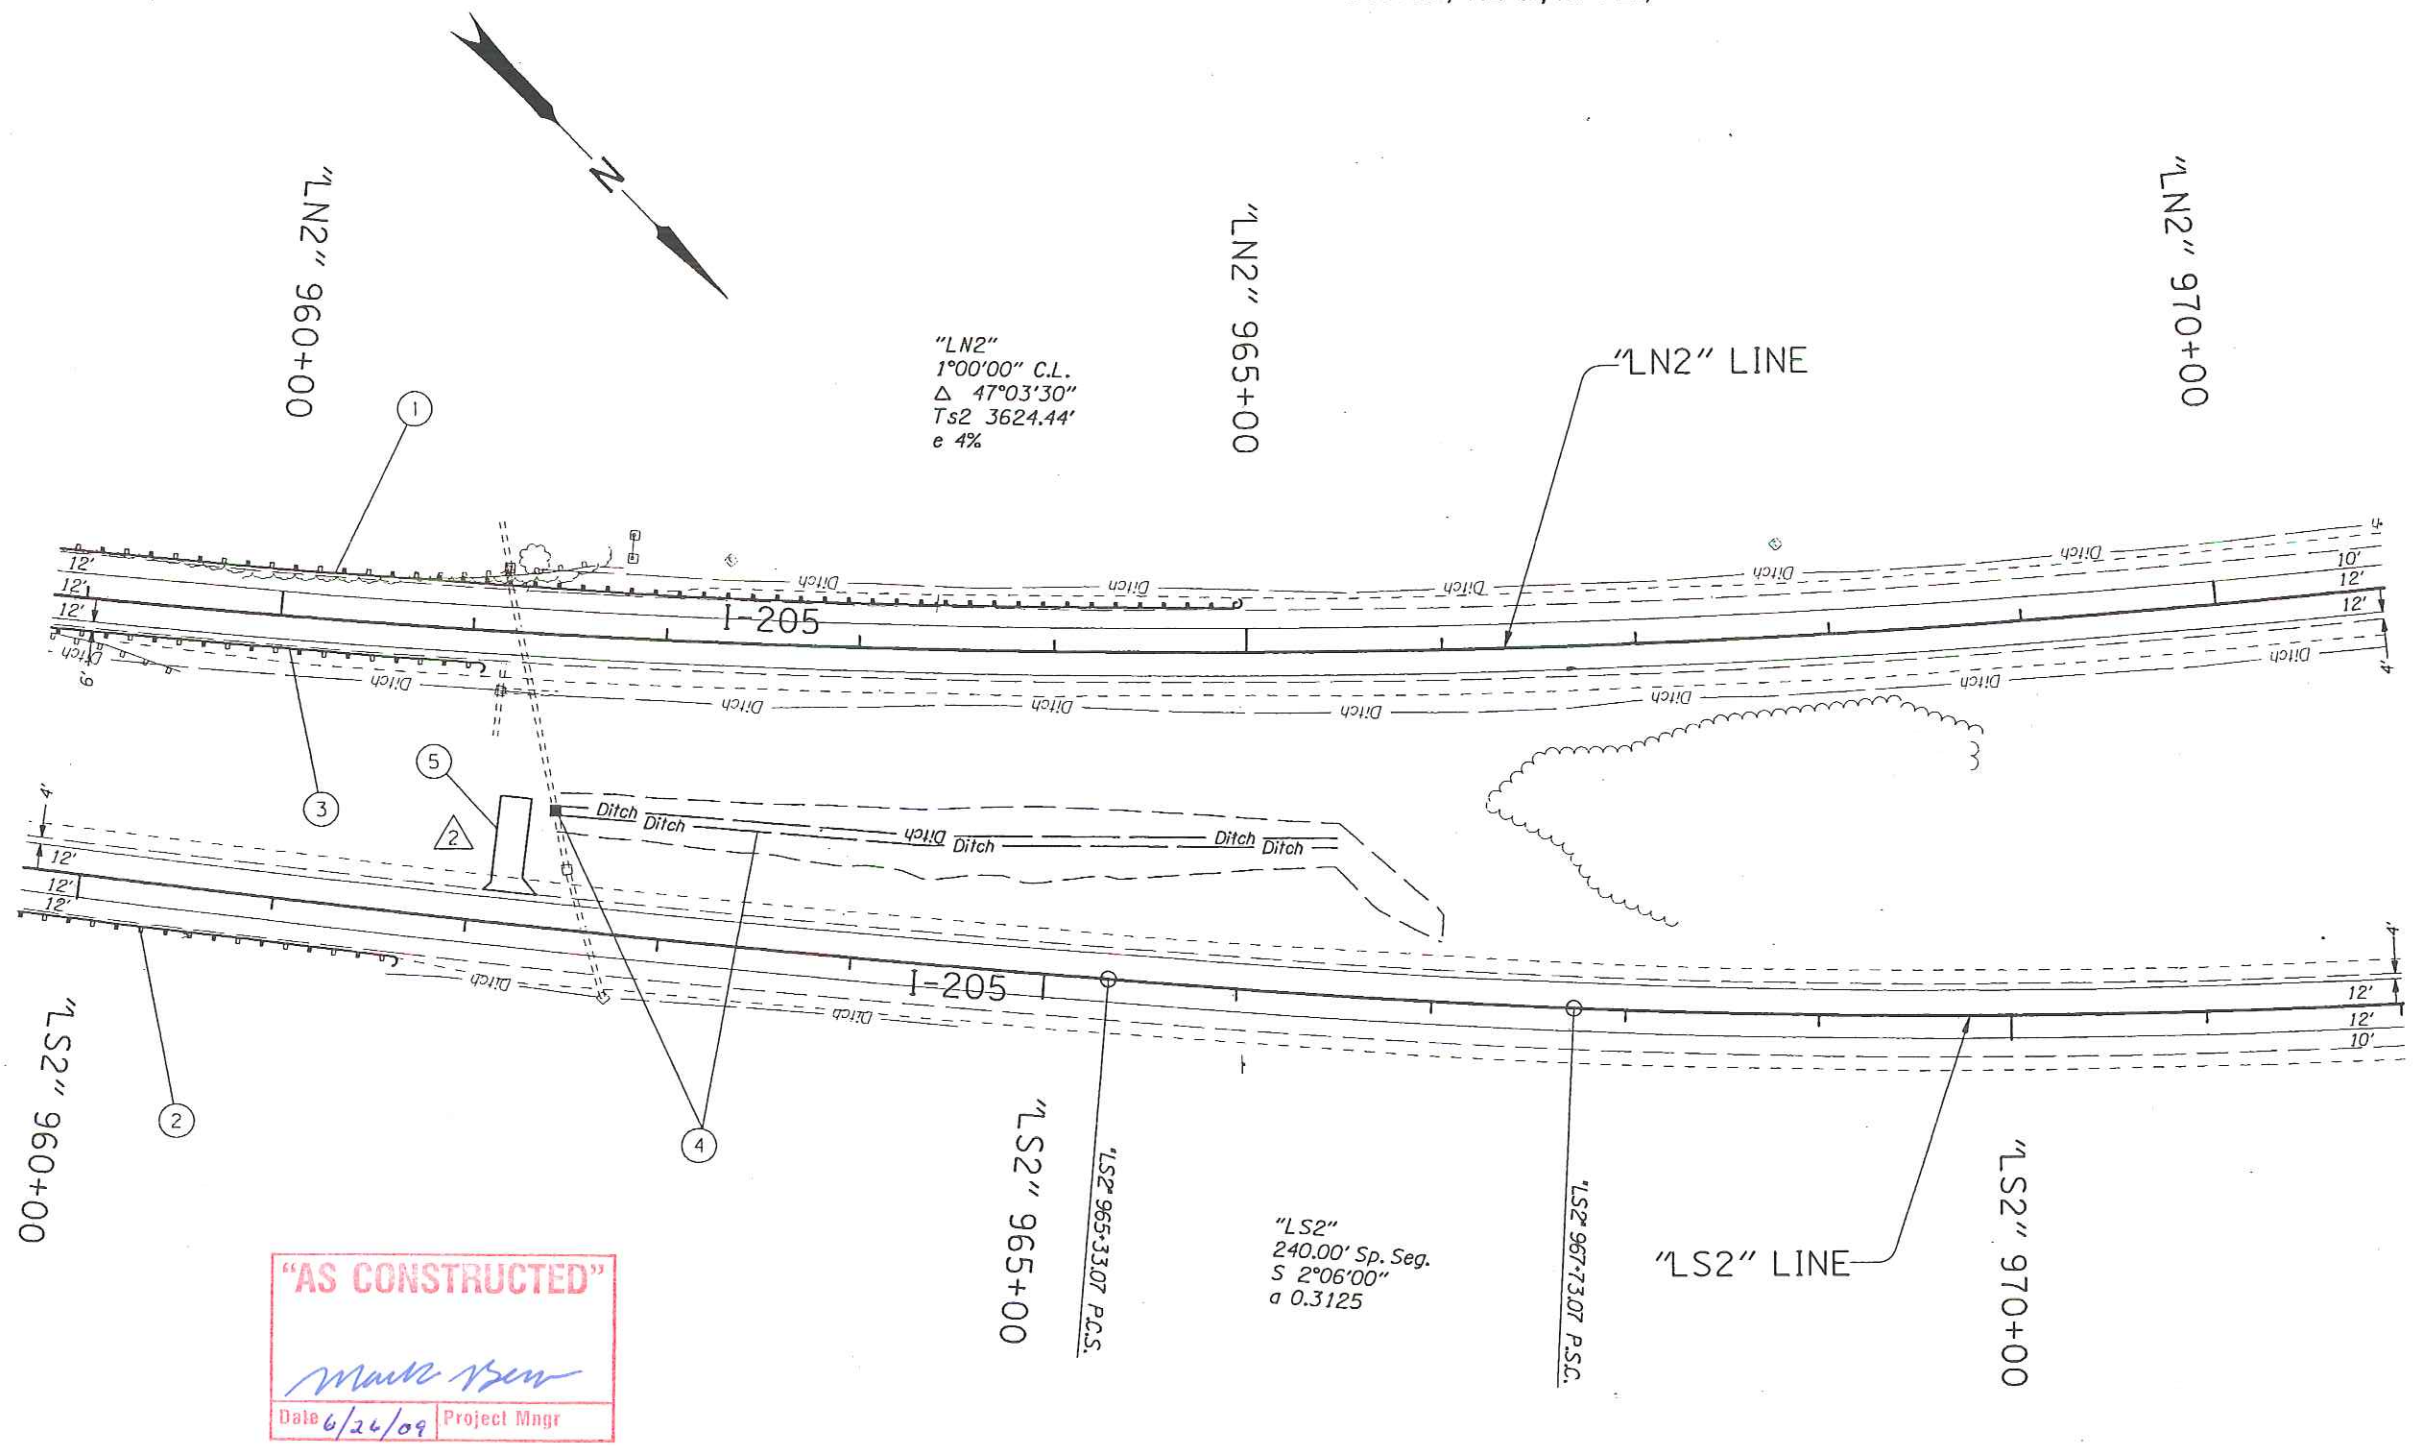 N
"LN2" 960+00
"LN2" 965+00
"LN2" 970+00
"LN2"
1°00'00" C.L.
Δ 47°03'30"
Ts2 3624.44'
e 4%
"LN2" LINE
1
12'
12'
12'
6'
Ditch
Ditch
Ditch
Ditch
Ditch
10'
12'
12'
4'
I-205
Ditch
Ditch
Ditch
Ditch
Ditch
Ditch
Ditch
Ditch
3
5
2
4'
12'
12'
12'
Ditch
Ditch
Ditch
Ditch
Ditch
Ditch
4'
12'
12'
10'
I-205
Ditch
Ditch
2
4
"LS2" 960+00
"LS2" 965+00
"LS2" 965+33.07 P.C.S.
"LS2"
240.00' Sp. Seg.
S 2°06'00"
a 0.3125
"LS2" 967+73.07 P.S.C.
"LS2" LINE
"LS2" 970+00
"AS CONSTRUCTED"
Date 6/26/09 Project Mngr